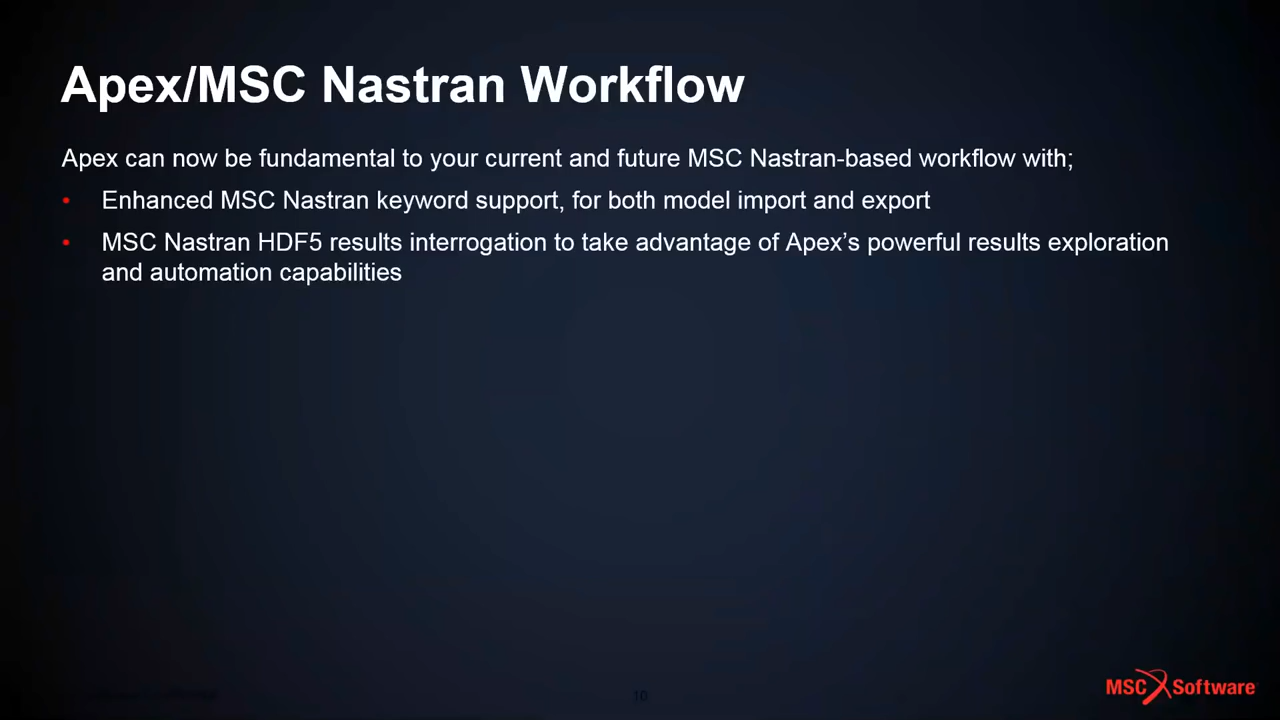 Apex/MSC Nastran Workflow
Apex can now be fundamental to your current and future MSC Nastran-based workflow with;
• Enhanced MSC Nastran keyword support, for both model import and export
• MSC Nastran HDF5 results interrogation to take advantage of Apex’s powerful results exploration
and automation capabilities
10
MSC Software